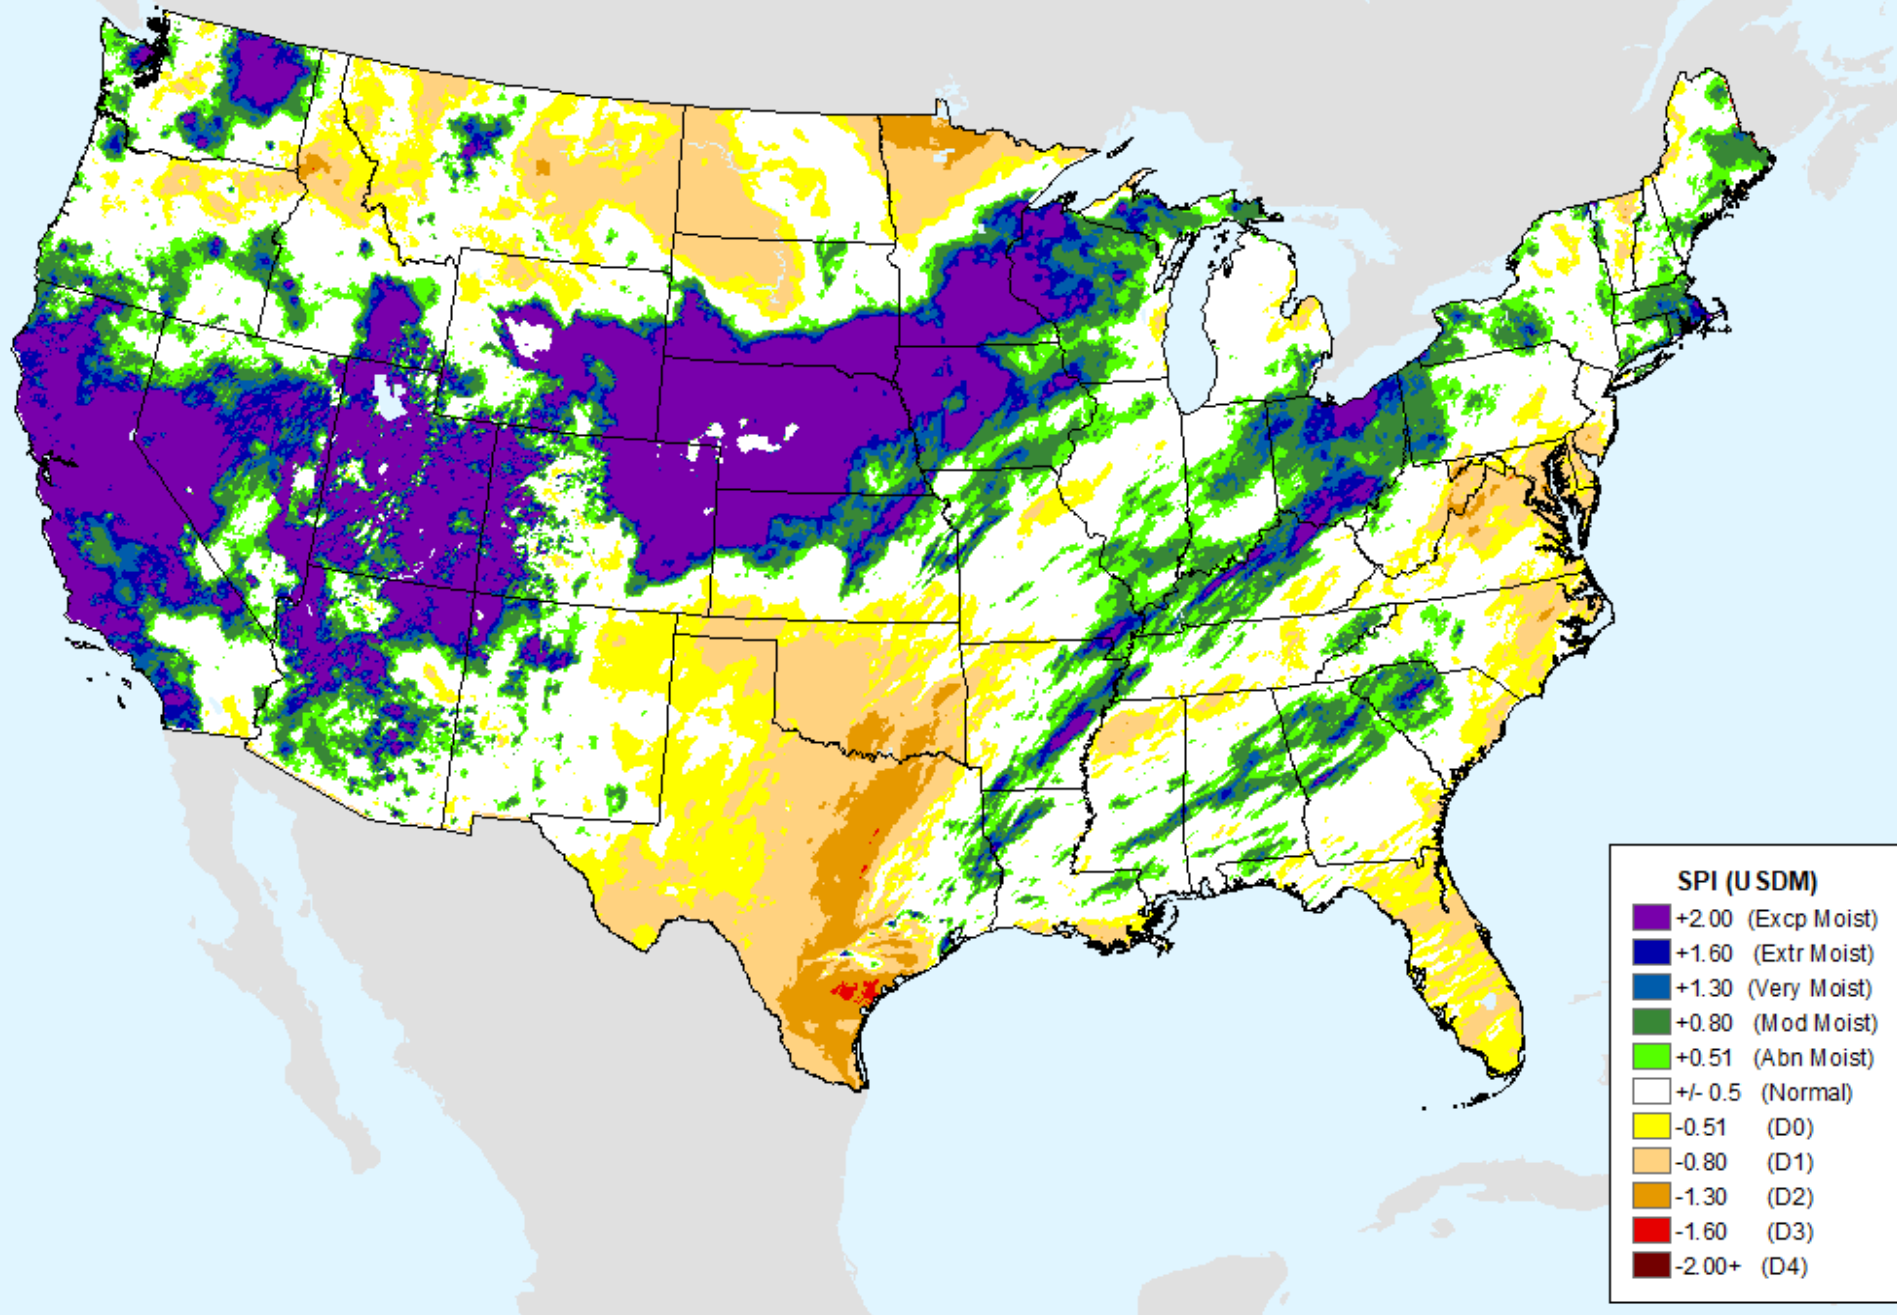 SPI (USDM)
+2.00 (Excp Moist)
+1.60 (Extr Moist)
+1.30 (Very Moist)
+0.80 (Mod Moist)
+0.51 (Abn Moist)
+/- 0.5 (Normal)
-0.51 (D0)
-0.80 (D1)
-1.30 (D2)
-1.60 (D3)
-2.00+ (D4)